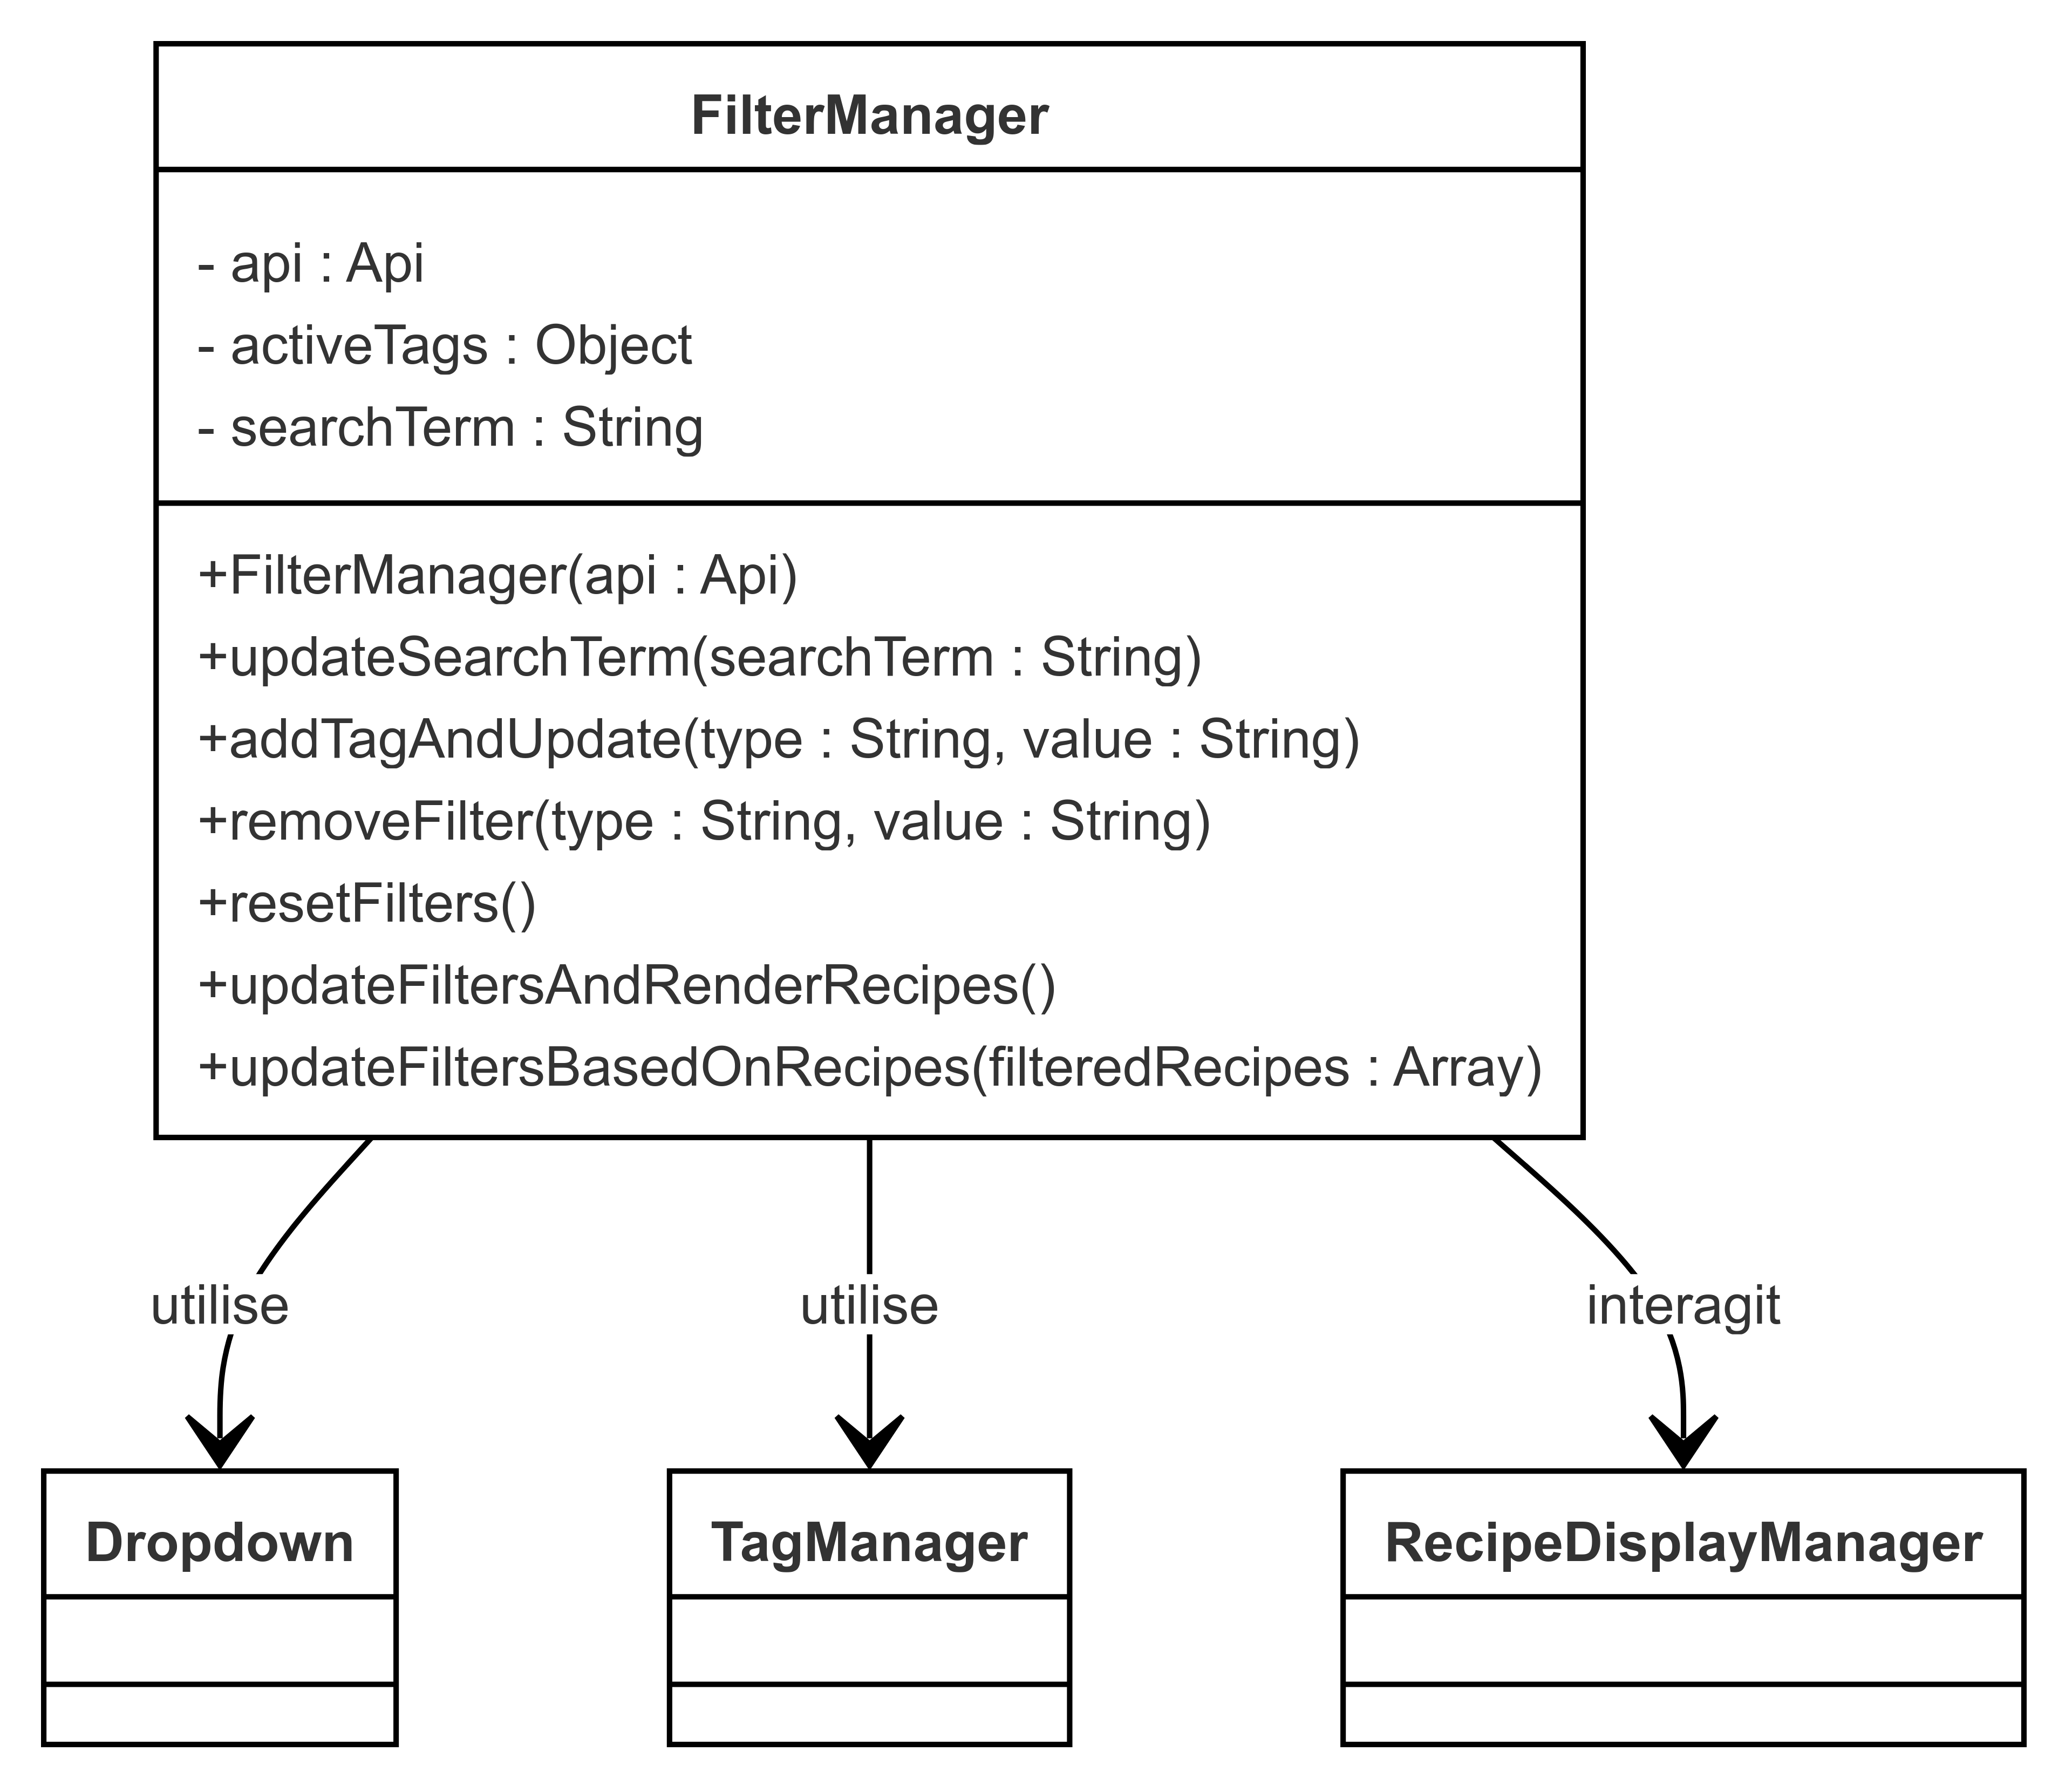 FilterManager
- api : Api
- activeTags : Object
- searchTerm : String
+FilterManager(api : Api)
+updateSearchTerm(searchTerm : String)
+addTagAndUpdate(type : String, value : String)
+removeFilter(type : String, value : String)
+resetFilters()
+updateFiltersAndRenderRecipes()
+updateFiltersBasedOnRecipes(filteredRecipes : Array)
utilise
utilise
interagit
Dropdown
TagManager
RecipeDisplayManager